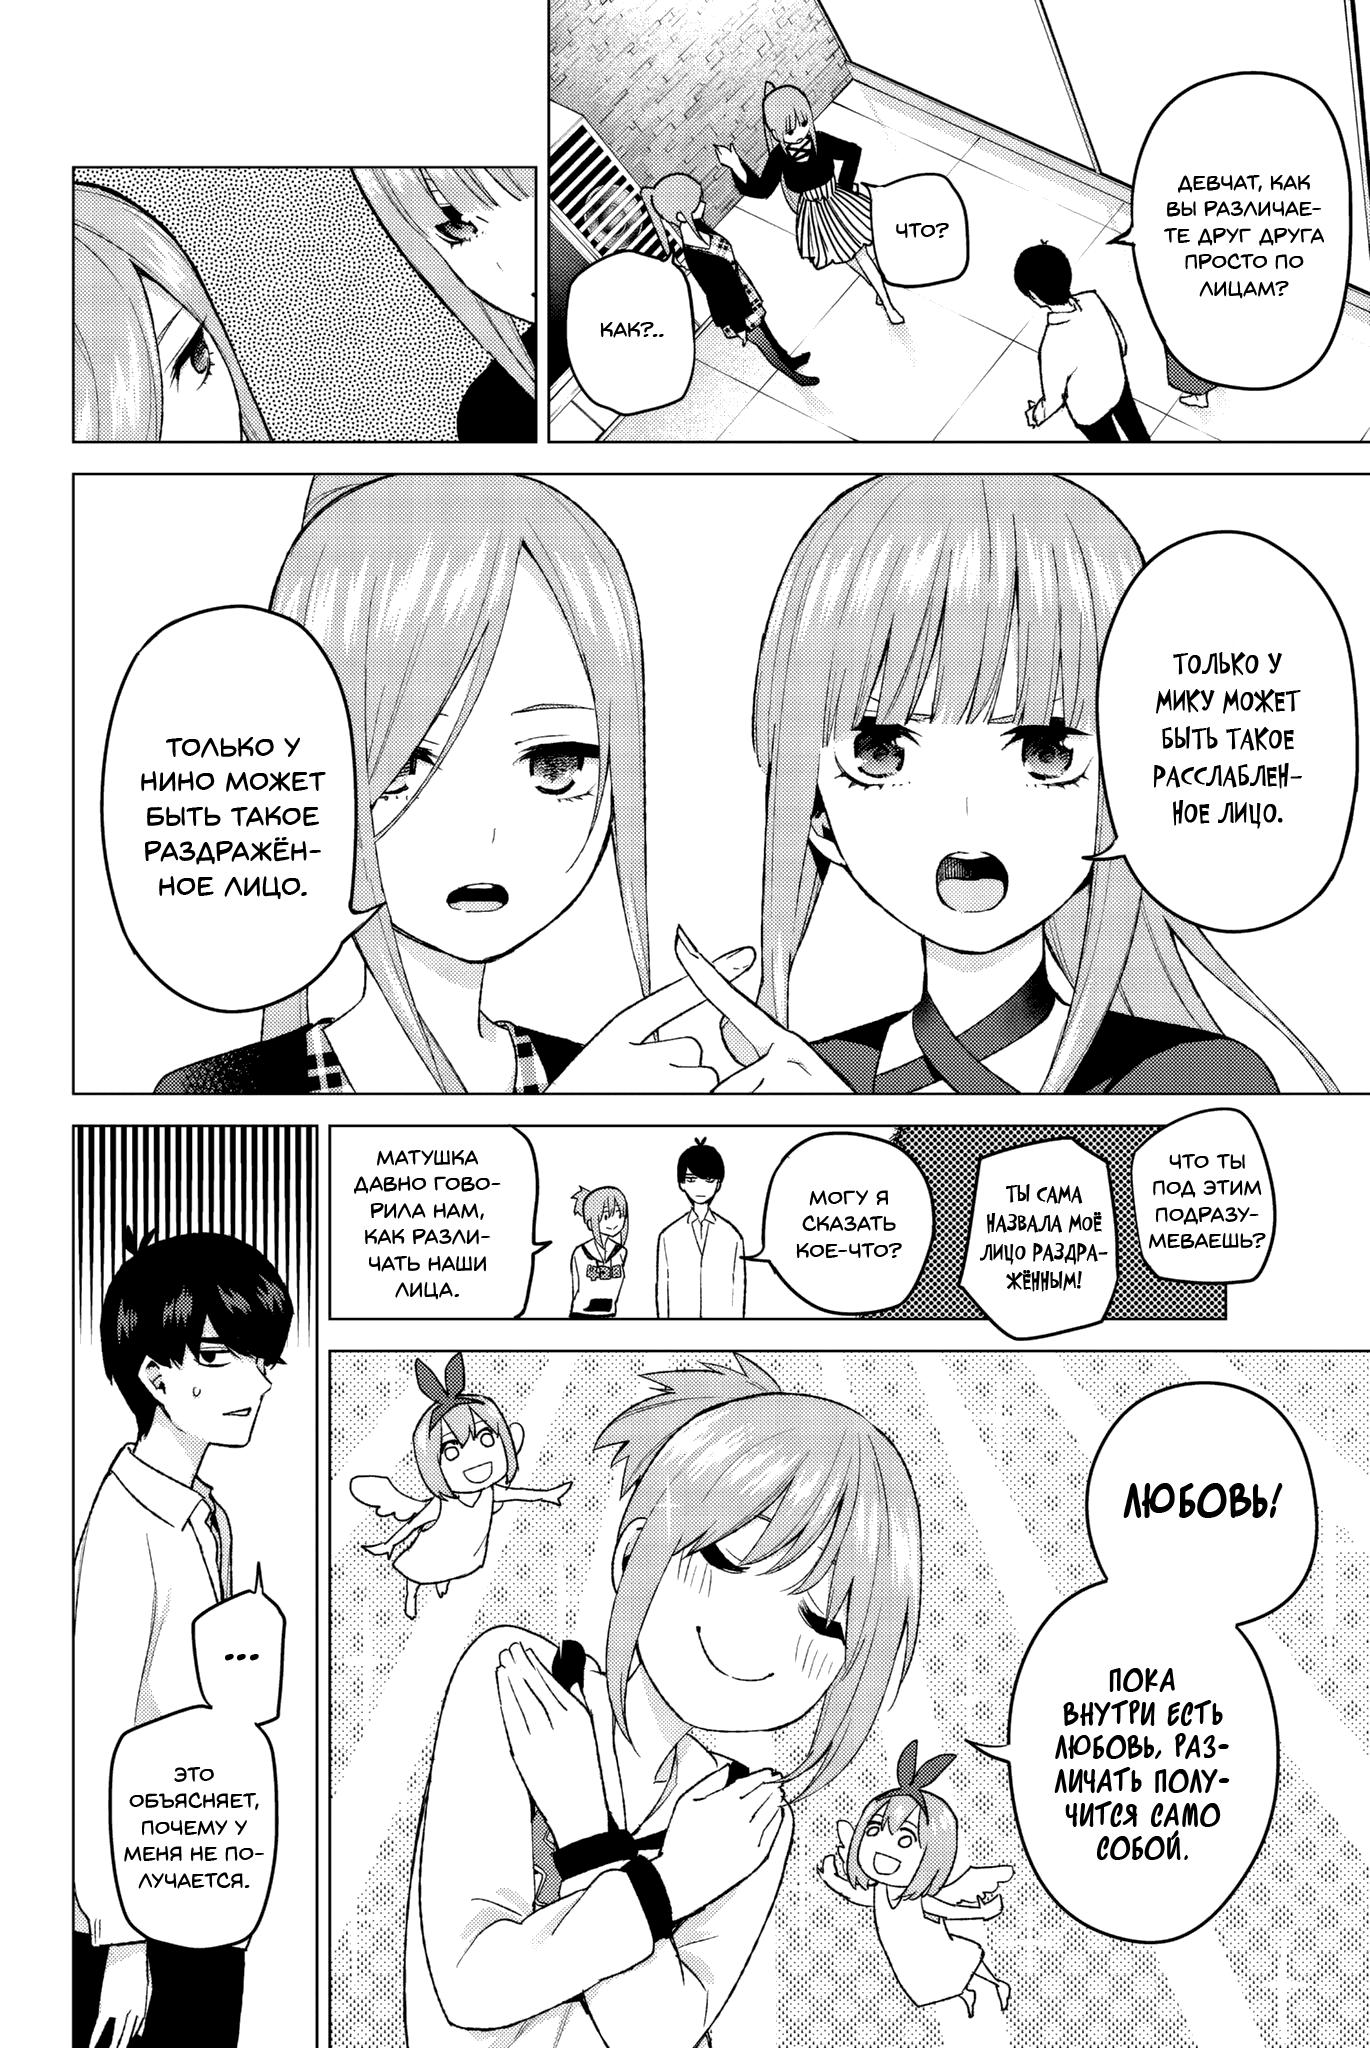 ДЕВЧАТ, КАК
ВЫ РАЗЛИЧАЕ-
ТЕ ДРУГ ДРУГА
ПРОСТО ПО
ЛИЦАМ?
ЧТО?
КАК?..
ТОЛЬКО У
МИКУ МОЖЕТ
БЫТЬ ТАКОЕ
РАССЛАБЛЕН-
НОЕ ЛИЦО.
ТОЛЬКО У
НИНО МОЖЕТ
БЫТЬ ТАКОЕ
РАЗДРАЖЁН-
НОЕ ЛИЦО.
ЧТО ТЫ
ПОД ЭТИМ
ПОДРАЗУ-
МЕВАЕШЬ?
ТЫ САМА
НАЗВАЛА МОЁ
ЛИЦО РАЗДРА-
ЖЁННЫМ!
МОГУ Я
СКАЗАТЬ
КОЕ-ЧТО?
МАТУШКА
ДАВНО ГОВО-
РИЛА НАМ,
КАК РАЗЛИ-
ЧАТЬ НАШИ
ЛИЦА.
ЛЮБОВЬ!
ПОКА
ВНУТРИ ЕСТЬ
ЛЮБОВЬ, РАЗ-
ЛИЧАТЬ ПОЛУ-
ЧИТСЯ САМО
СОБОЙ.
...
ЭТО
ОБЪЯСНЯЕТ,
ПОЧЕМУ У
МЕНЯ НЕ ПО-
ЛУЧАЕТСЯ.